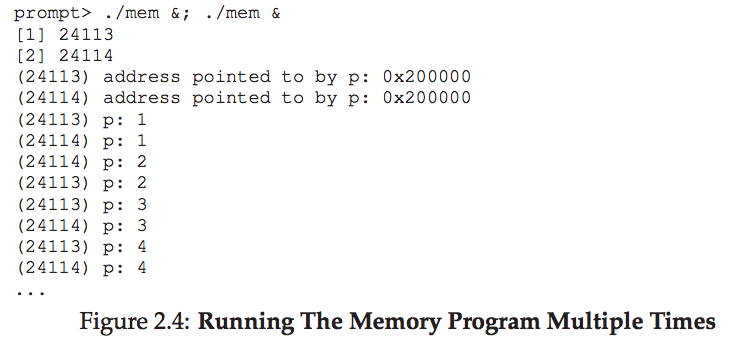 prompt> ./mem &; ./mem &
[1] 24113
[2] 24114
(24113) address pointed to by p: 0x200000
(24114) address pointed to by p: 0x200000
(24113) p: 1
(24114) p: 1
(24114) p: 2
(24113) p: 2
(24113) p: 3
(24114) p: 3
(24113) p: 4
(24114) p: 4
...
Figure 2.4: Running The Memory Program Multiple Times